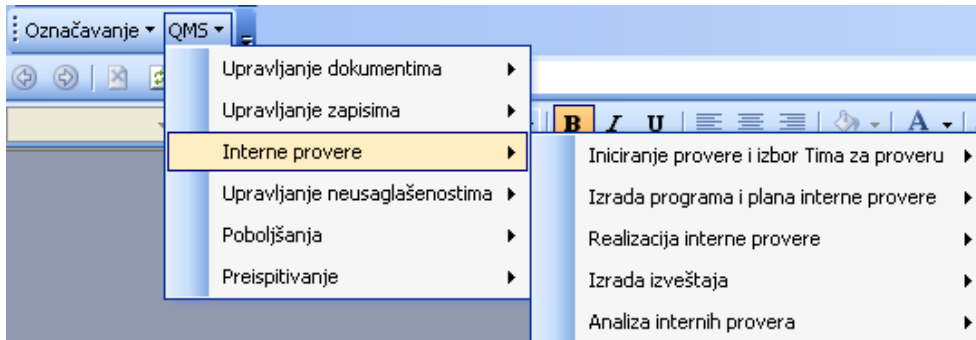 Označavanje QMS
Upravljanje dokumentima
Upravljanje zapisima
B I U A
Interne provere
Iniciranje provere i izbor Tima za proveru
Upravljanje neusaglašenostima
Izrada programa i plana interne provere
Poboljšanja
Realizacija interne provere
Preispitivanje
Izrada izveštaja
Analiza internih provera